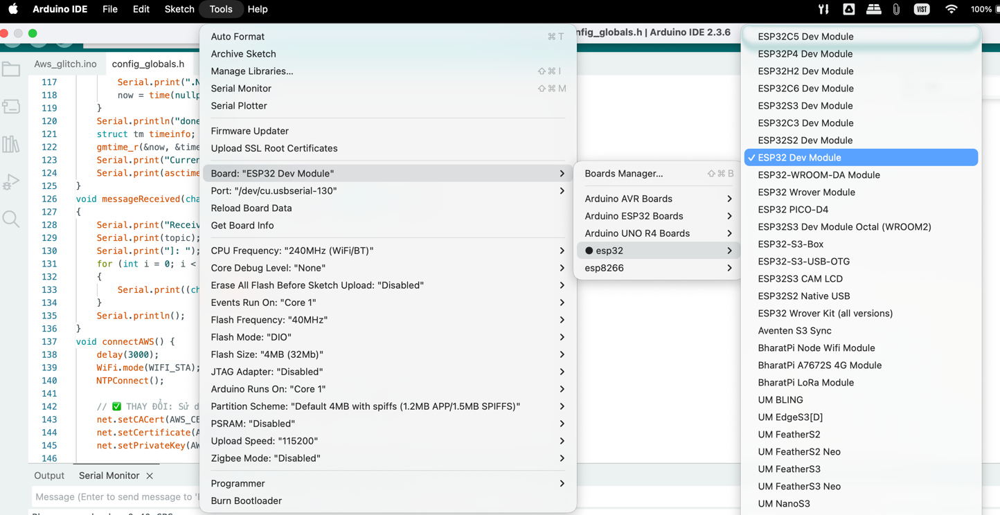 Arduino IDE File Edit Sketch Tools Help VIST 100%
nfig_globals.h | Arduino IDE 2.3.6
Aws_glitch.ino config_globals.h
117 Serial.print(".
118 now = time(nullp
119 }
120 Serial.println("done
121 struct tm timeinfo;
122 gmtime_r(&now, &time
123 Serial.print("Curren
124 Serial.print(asctime
125 }
126 void messageReceived(cha
127 {
128 Serial.print("Receiv
129 Serial.print(topic);
130 Serial.print("]: ");
131 for (int i = 0; i <
132 {
133 Serial.print((ch
134 }
135 Serial.println();
136 }
137 void connectAWS() {
138 delay(3000);
139 WiFi.mode(WIFI_STA);
140 NTPConnect();
141
142 // ✅ THAY ĐỔI: Sử d
143 net.setCACert(AWS_CE
144 net.setCertificate(A
145 net.setPrivateKey(AW
146
Output Serial Monitor ×
Message (Enter to send message to '
Auto Format ⌘ T
Archive Sketch
Manage Libraries... ⇧ ⌘ I
Serial Monitor ⇧ ⌘ M
Serial Plotter
Firmware Updater
Upload SSL Root Certificates
Board: "ESP32 Dev Module"
Port: "/dev/cu.usbserial-130"
Reload Board Data
Get Board Info
CPU Frequency: "240MHz (WiFi/BT)"
Core Debug Level: "None"
Erase All Flash Before Sketch Upload: "Disabled"
Events Run On: "Core 1"
Flash Frequency: "40MHz"
Flash Mode: "DIO"
Flash Size: "4MB (32Mb)"
JTAG Adapter: "Disabled"
Arduino Runs On: "Core 1"
Partition Scheme: "Default 4MB with spiffs (1.2MB APP/1.5MB SPIFFS)"
PSRAM: "Disabled"
Upload Speed: "115200"
Zigbee Mode: "Disabled"
Programmer
Burn Bootloader
Boards Manager... ⇧ ⌘ B
Arduino AVR Boards
Arduino ESP32 Boards
Arduino UNO R4 Boards
● esp32
esp8266
ESP32C5 Dev Module
ESP32P4 Dev Module
ESP32H2 Dev Module
ESP32C6 Dev Module
ESP32S3 Dev Module
ESP32C3 Dev Module
ESP32S2 Dev Module
✓ ESP32 Dev Module
ESP32-WROOM-DA Module
ESP32 Wrover Module
ESP32 PICO-D4
ESP32S3 Dev Module Octal (WROOM2)
ESP32-S3-Box
ESP32-S3-USB-OTG
ESP32S3 CAM LCD
ESP32S2 Native USB
ESP32 Wrover Kit (all versions)
Aventen S3 Sync
BharatPi Node Wifi Module
BharatPi A7672S 4G Module
BharatPi LoRa Module
UM BLING
UM EdgeS3[D]
UM FeatherS2
UM FeatherS2 Neo
UM FeatherS3
UM FeatherS3 Neo
UM NanoS3